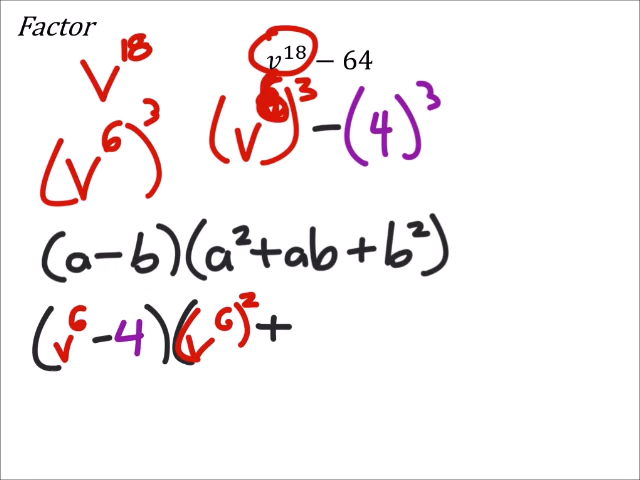 Factor
v¹⁸ − 64
v¹⁸
(v⁶)³ (v⁶)³ − (4)³
(a − b)(a² + ab + b²)
(v⁶ − 4)((v⁶)² +